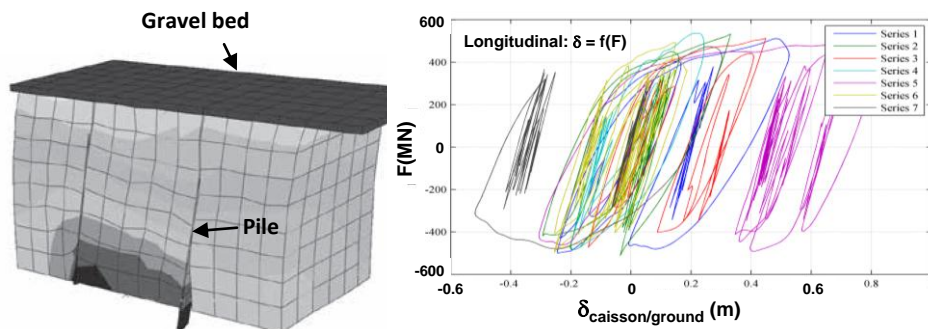 Gravel bed
Pile
Longitudinal: δ = f(F)
Series 1
Series 2
Series 3
Series 4
Series 5
Series 6
Series 7
F(MN)
600
400
200
0
-200
-400
-600
-0.6
-0.4
-0.2
0
0.2
0.4
0.6
0.8
δcaisson/ground (m)